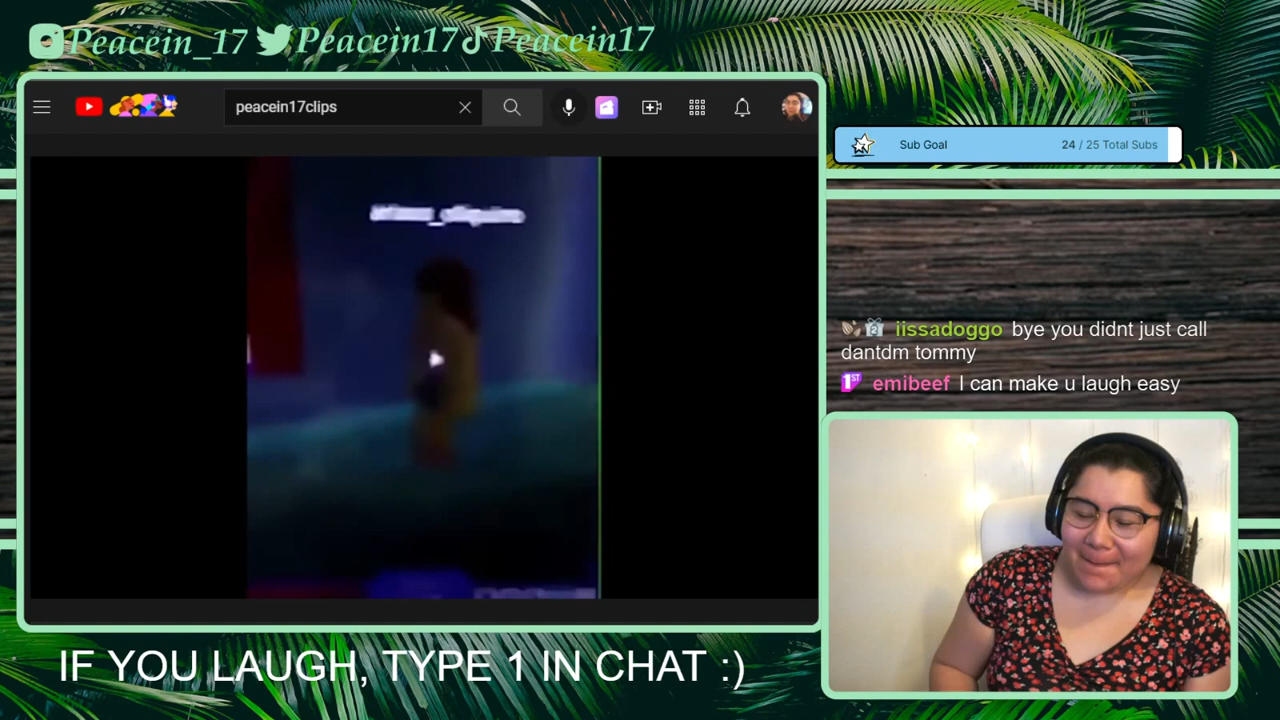 Peacein_17 Peacein17 Peacein17
peacein17clips
Sub Goal 24 / 25 Total Subs
iissadoggo bye you didnt just call
dantdm tommy
1ST emibeef I can make u laugh easy
IF YOU LAUGH, TYPE 1 IN CHAT :)